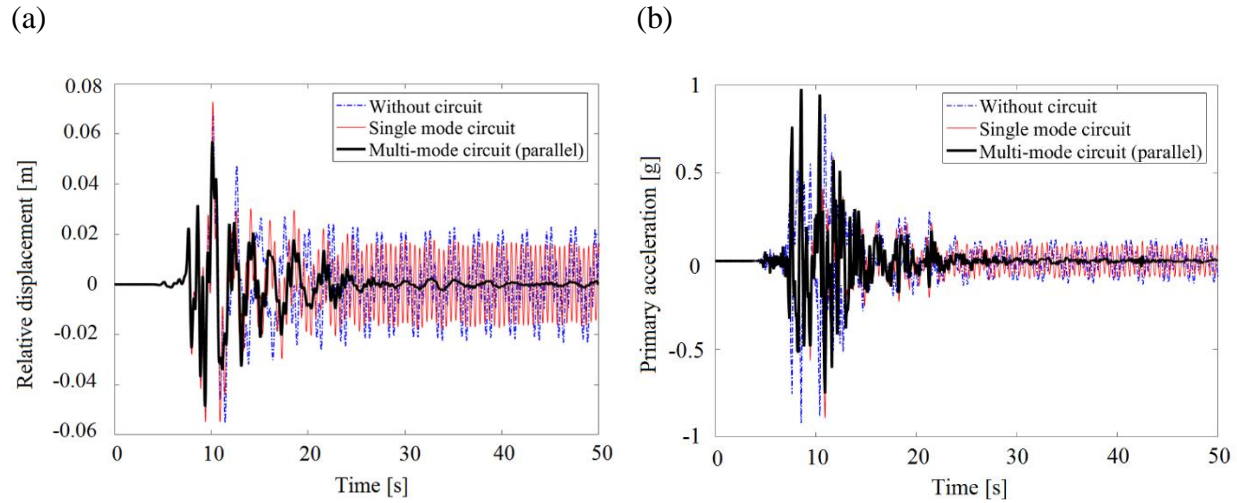 (a)
(b)
0.08
0.06
0.04
0.02
0
-0.02
-0.04
-0.06
Relative displacement [m]
Without circuit
Single mode circuit
Multi-mode circuit (parallel)
0 10 20 30 40 50
Time [s]
1
0.5
0
-0.5
-1
Primary acceleration [g]
Without circuit
Single mode circuit
Multi-mode circuit (parallel)
0 10 20 30 40 50
Time [s]